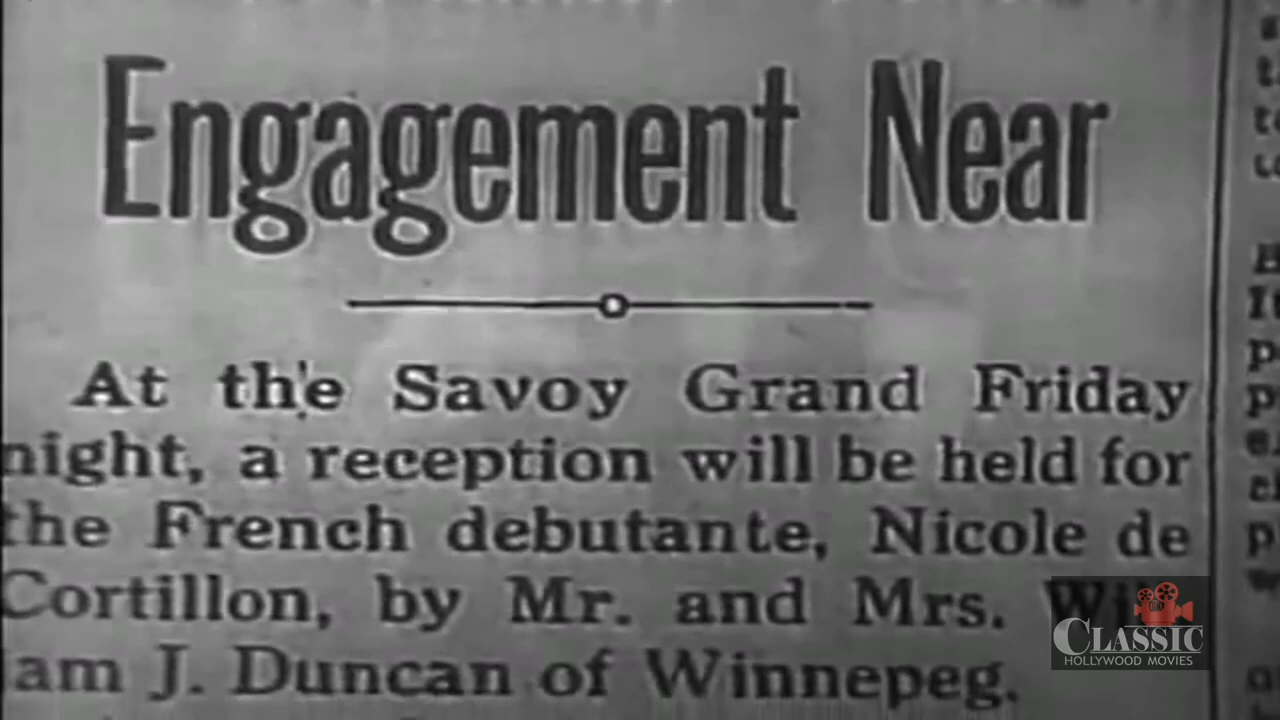 Engagement Near
At the Savoy Grand Friday
night, a reception will be held for
the French debutante, Nicole de
Cortillon, by Mr. and Mrs.
am J. Duncan of Winnepeg.
CLASSIC
HOLLYWOOD MOVIES